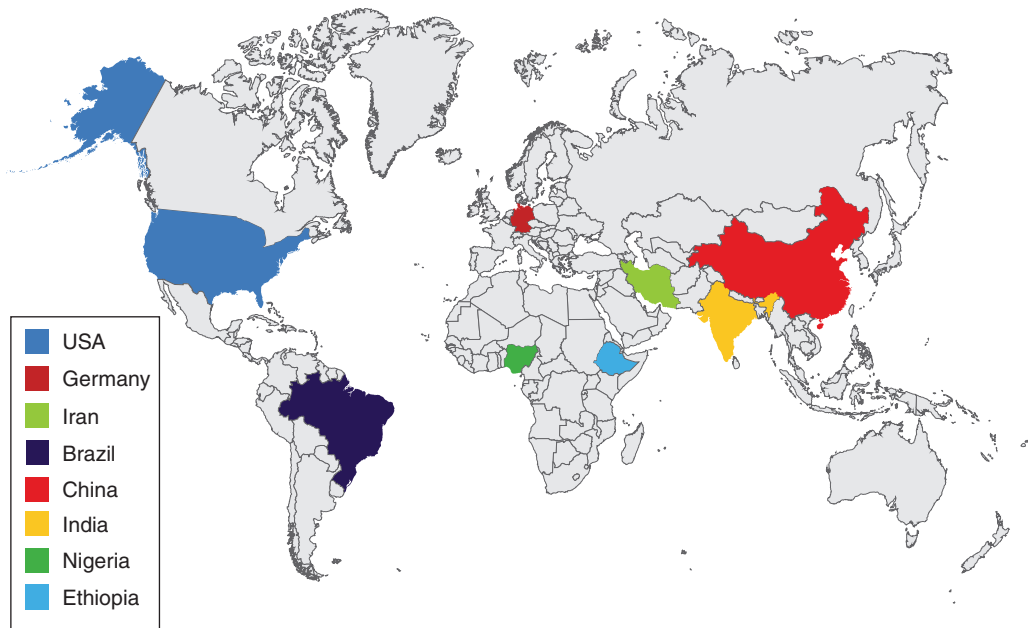 USA
Germany
Iran
Brazil
China
India
Nigeria
Ethiopia